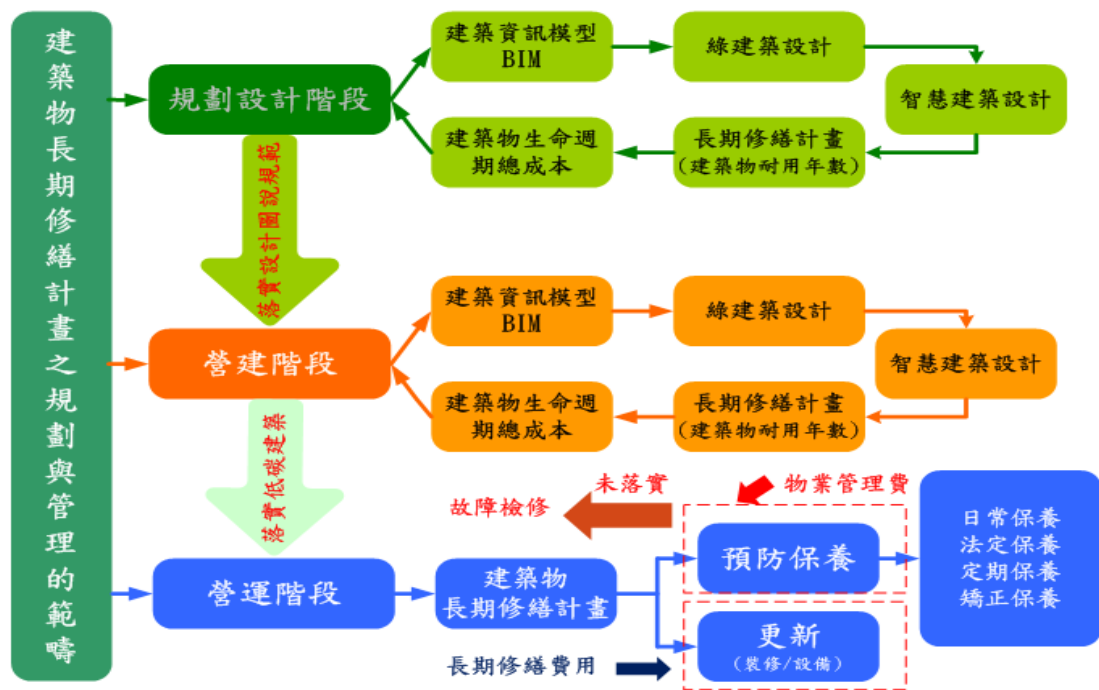 建築物長期修繕計畫之規劃與管理的範疇
規劃設計階段
建築資訊模型
BIM
綠建築設計
智慧建築設計
長期修繕計畫
(建築物耐用年數)
建築物生命週
期總成本
落實設計圖說規範
營建階段
建築資訊模型
BIM
綠建築設計
智慧建築設計
長期修繕計畫
(建築物耐用年數)
建築物生命週
期總成本
落實低碳建築
營運階段
建築物
長期修繕計畫
故障檢修
未落實
物業管理費
預防保養
日常保養
法定保養
定期保養
矯正保養
更新
(裝修/設備)
長期修繕費用